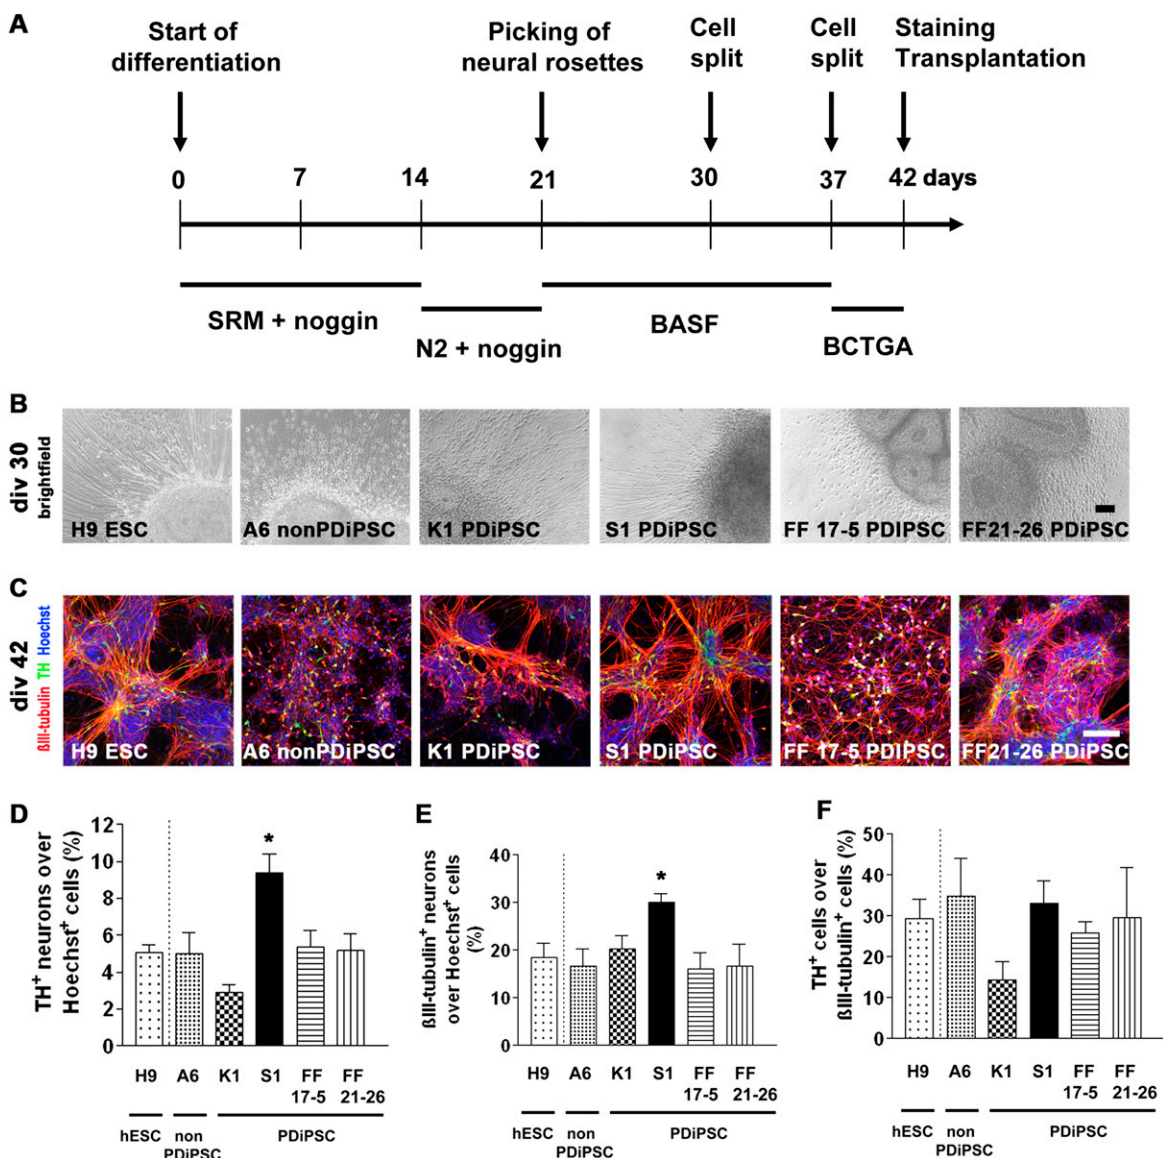 A
Start of
differentiation
Picking of
neural rosettes
Cell
split
Cell
split
Staining
Transplantation
0 7 14 21 30 37 42 days
SRM + noggin
N2 + noggin
BASF
BCTGA
B
div 30
brightfield
H9 ESC
A6 nonPDiPSC
K1 PDiPSC
S1 PDiPSC
FF 17-5 PDIPSC
FF21-26 PDiPSC
C
div 42
ßIII-tubulin TH Hoechst
H9 ESC
A6 nonPDiPSC
K1 PDiPSC
S1 PDiPSC
FF 17-5 PDIPSC
FF21-26 PDiPSC
D
TH+ neurons over
Hoechst+ cells (%)
12
10
8
6
4
2
0
*
H9 A6 K1 S1 FF FF
17-5 21-26
hESC non PDiPSC
PDiPSC
E
ßIII-tubulin+ neurons
over Hoechst+ cells
(%)
40
30
20
10
0
*
H9 A6 K1 S1 FF FF
17-5 21-26
hESC non PDiPSC
PDiPSC
F
TH+ cells over
ßIII-tubulin+ cells (%)
50
40
30
20
10
0
H9 A6 K1 S1 FF FF
17-5 21-26
hESC non PDiPSC
PDiPSC